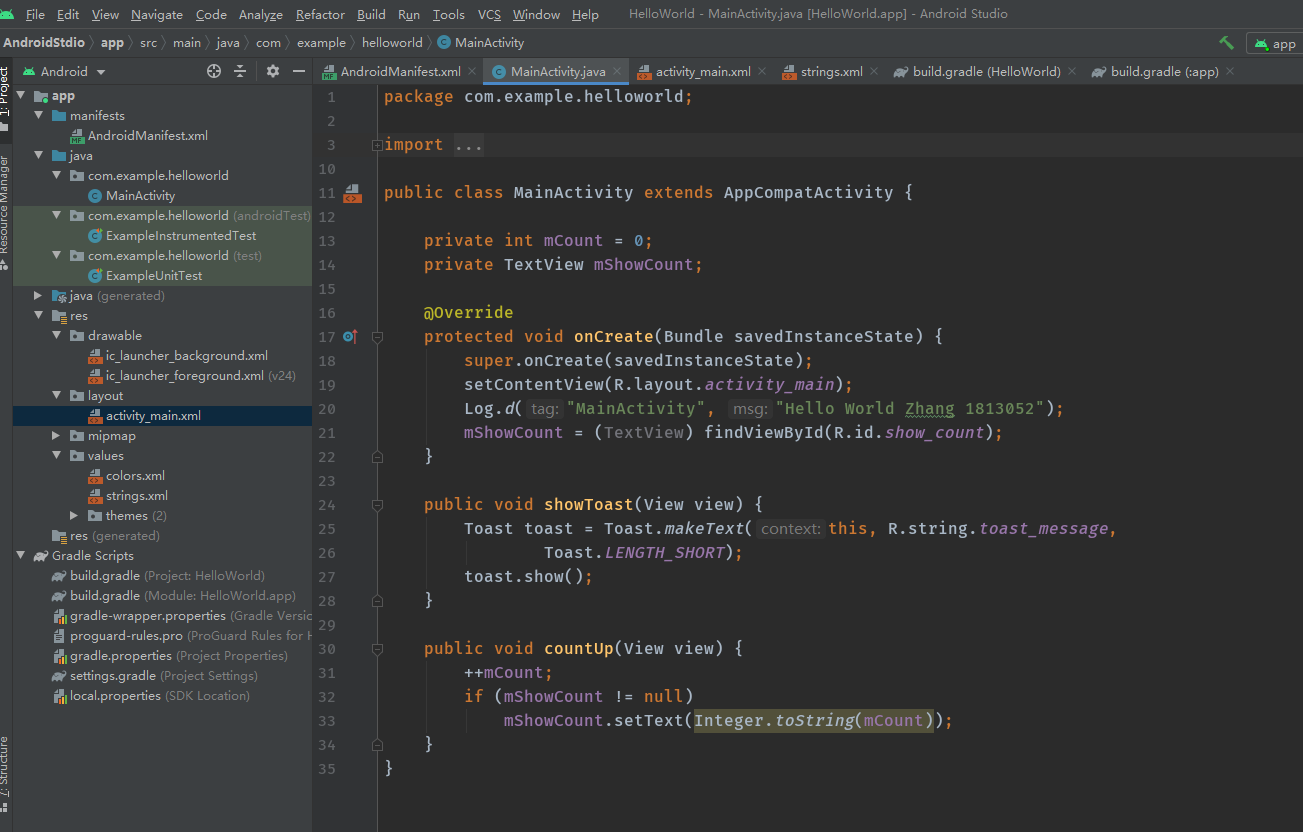 File Edit View Navigate Code Analyze Refactor Build Run Tools VCS Window Help HelloWorld - MainActivity.java [HelloWorld.app] - Android Studio
AndroidStdio app src main java com example helloworld MainActivity app
1: Project
Resource Manager
Z: Structure
Android
app
manifests
AndroidManifest.xml
java
com.example.helloworld
MainActivity
com.example.helloworld (androidTest)
ExampleInstrumentedTest
com.example.helloworld (test)
ExampleUnitTest
java (generated)
res
drawable
ic_launcher_background.xml
ic_launcher_foreground.xml (v24)
layout
activity_main.xml
mipmap
values
colors.xml
strings.xml
themes (2)
res (generated)
Gradle Scripts
build.gradle (Project: HelloWorld)
build.gradle (Module: HelloWorld.app)
gradle-wrapper.properties (Gradle Versio
proguard-rules.pro (ProGuard Rules for H
gradle.properties (Project Properties)
settings.gradle (Project Settings)
local.properties (SDK Location)
AndroidManifest.xml MainActivity.java activity_main.xml strings.xml build.gradle (HelloWorld) build.gradle (:app)
1 package com.example.helloworld;
2
3 import ...
10
11 public class MainActivity extends AppCompatActivity {
12
13 private int mCount = 0;
14 private TextView mShowCount;
15
16 @Override
17 protected void onCreate(Bundle savedInstanceState) {
18 super.onCreate(savedInstanceState);
19 setContentView(R.layout.activity_main);
20 Log.d( tag: "MainActivity", msg: "Hello World Zhang 1813052");
21 mShowCount = (TextView) findViewById(R.id.show_count);
22 }
23
24 public void showToast(View view) {
25 Toast toast = Toast.makeText( context: this, R.string.toast_message,
26 Toast.LENGTH_SHORT);
27 toast.show();
28 }
29
30 public void countUp(View view) {
31 ++mCount;
32 if (mShowCount != null)
33 mShowCount.setText(Integer.toString(mCount));
34 }
35 }